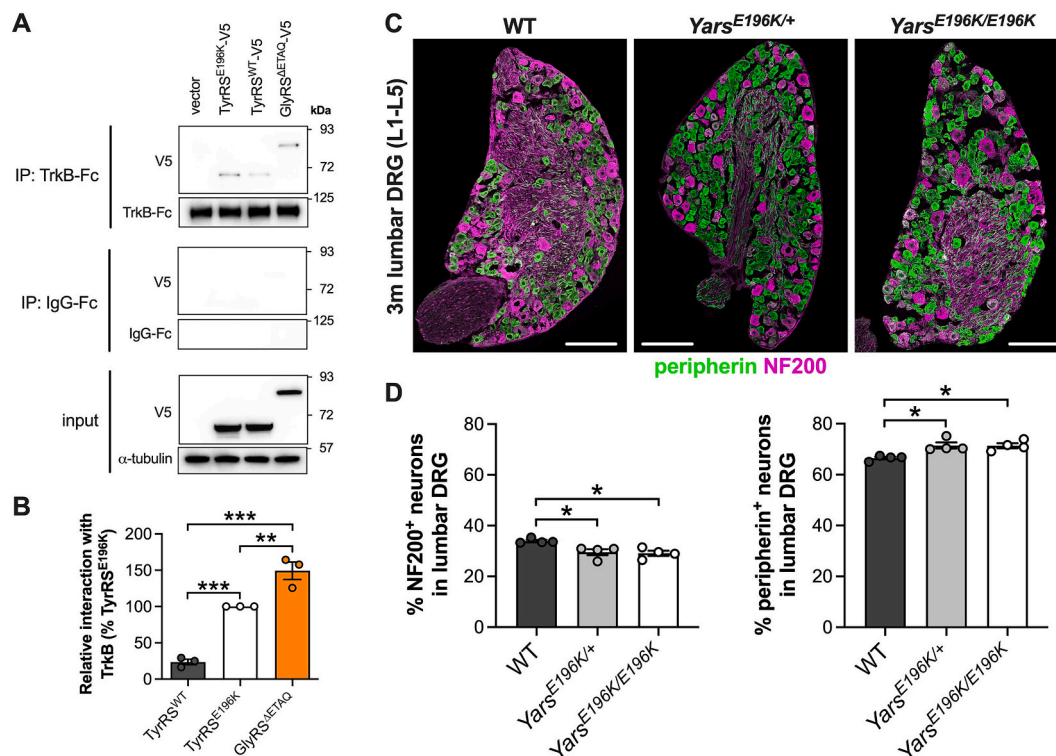 A
vector
TyrRS^E196K-V5
TyrRS^WT-V5
GlyRS^ΔETAQ-V5
kDa
IP: TrkB-Fc
V5
93
72
TrkB-Fc
125
IP: IgG-Fc
V5
93
72
IgG-Fc
125
input
V5
93
72
α-tubulin
57
B
Relative interaction with
TrkB (% TyrRS^E196K)
200
150
100
50
0
***
**
***
TyrRS^WT
TyrRS^E196K
GlyRS^ΔETAQ
C
WT
Yars^E196K/+
Yars^E196K/E196K
3m lumbar DRG (L1-L5)
peripherin NF200
D
% NF200+ neurons
in lumbar DRG
80
60
40
20
0
*
*
WT
Yars^E196K/+
Yars^E196K/E196K
% peripherin+ neurons
in lumbar DRG
80
60
40
20
0
*
*
WT
Yars^E196K/+
Yars^E196K/E196K